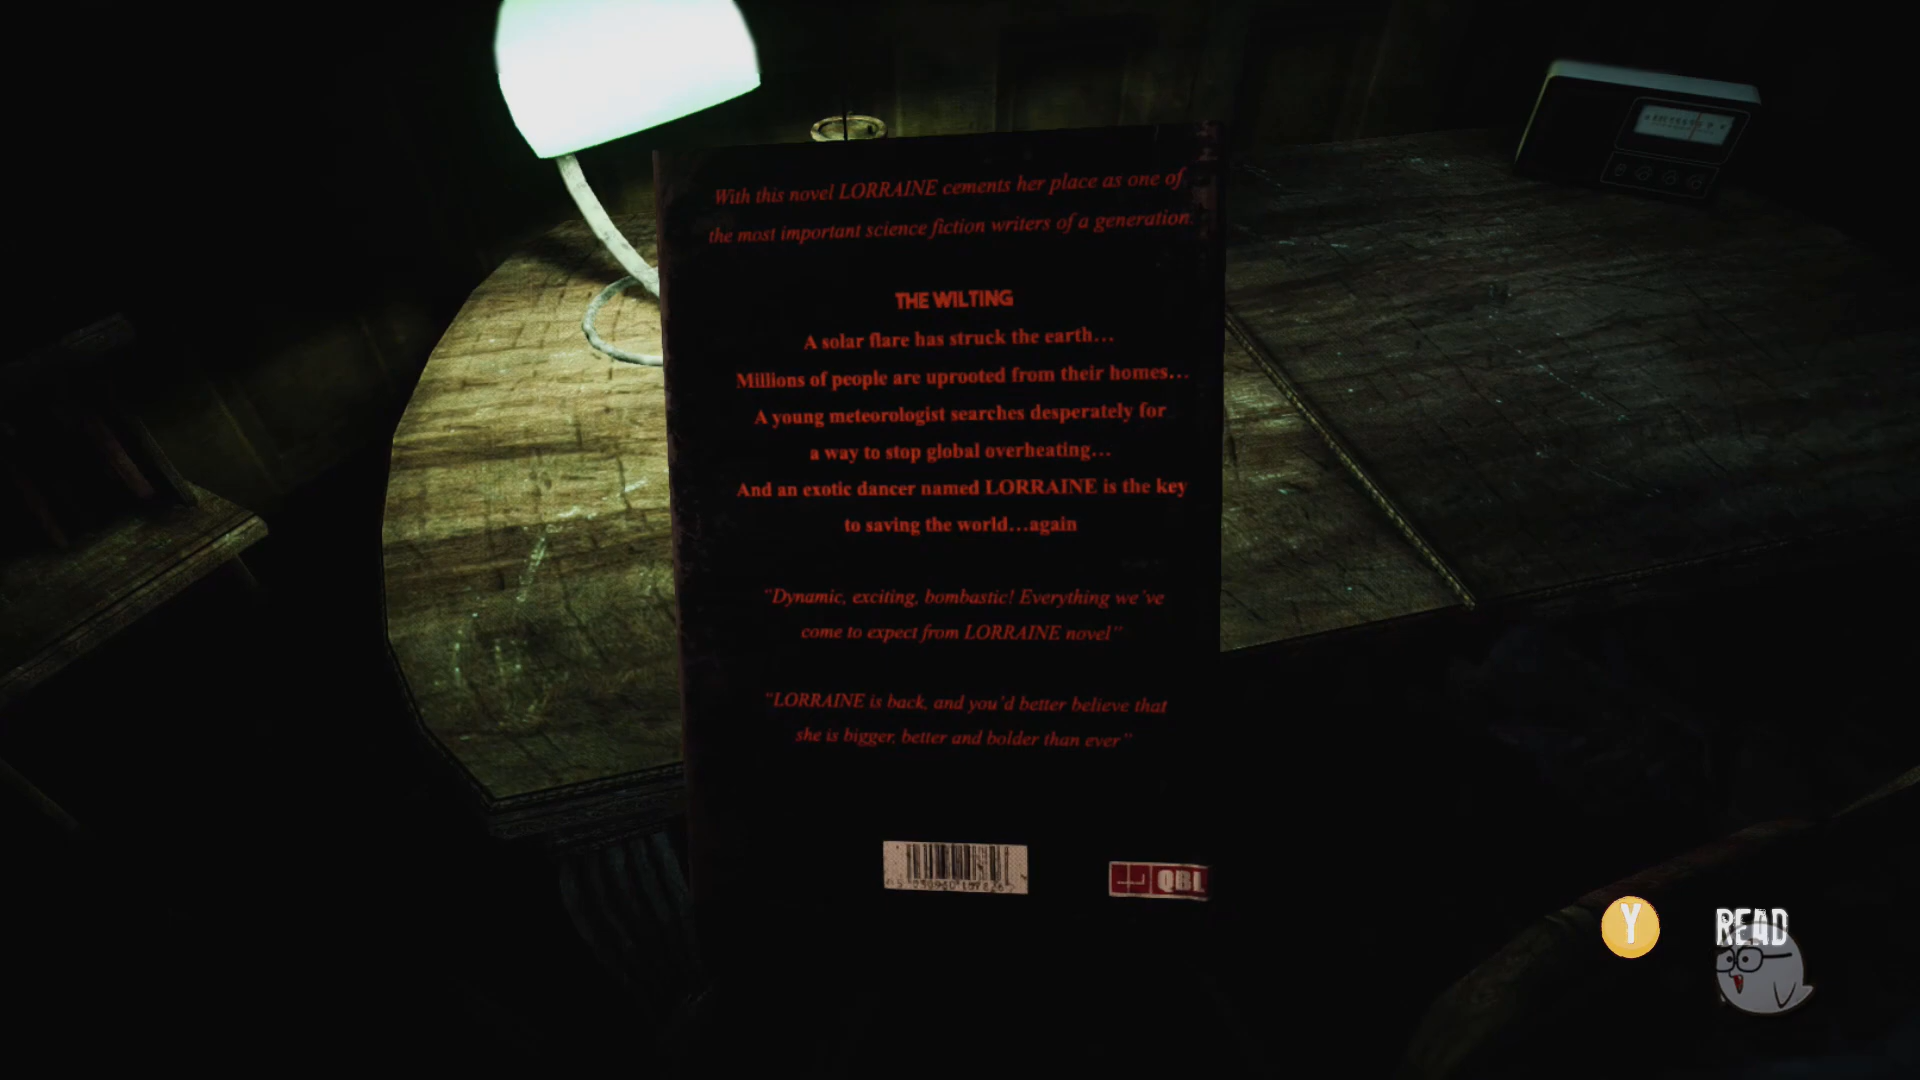 With this novel LORRAINE cements her place as one of
the most important science fiction writers of a generation.
THE WILTING
A solar flare has struck the earth...
Millions of people are uprooted from their homes...
A young meteorologist searches desperately for
a way to stop global overheating...
And an exotic dancer named LORRAINE is the key
to saving the world...again
"Dynamic, exciting, bombastic! Everything we've
come to expect from LORRAINE novel"
"LORRAINE is back, and you'd better believe that
she is bigger, better and bolder than ever"
QBL
Y READ